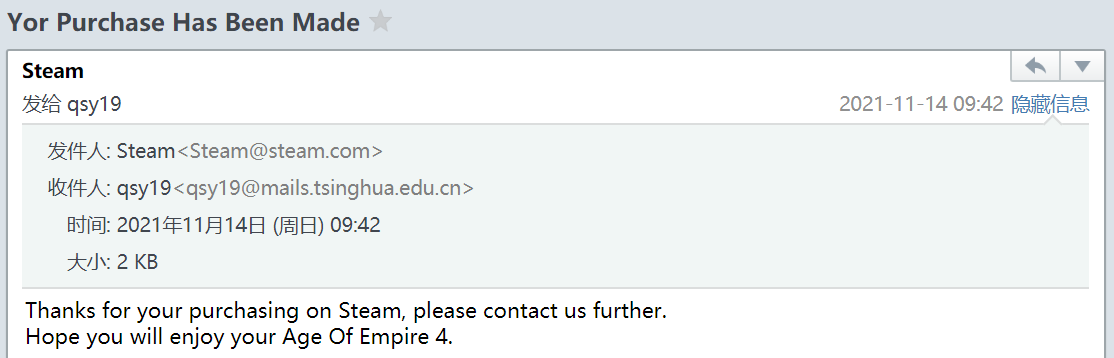 Yor Purchase Has Been Made
Steam
发给 qsy19
2021-11-14 09:42 隐藏信息
发件人: Steam<Steam@steam.com>
收件人: qsy19<qsy19@mails.tsinghua.edu.cn>
时间: 2021年11月14日 (周日) 09:42
大小: 2 KB
Thanks for your purchasing on Steam, please contact us further.
Hope you will enjoy your Age Of Empire 4.